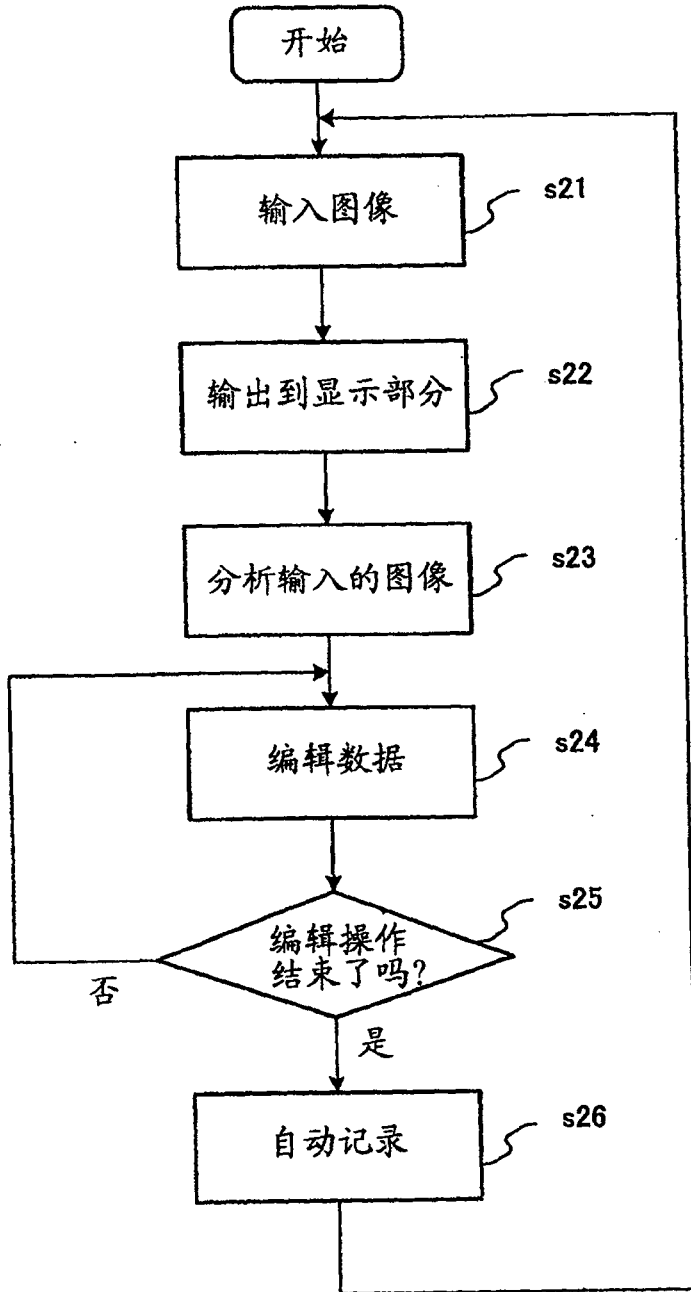 开始
输入图像
s21
输出到显示部分
s22
分析输入的图像
s23
编辑数据
s24
编辑操作
结束了吗?
s25
否
是
自动记录
s26